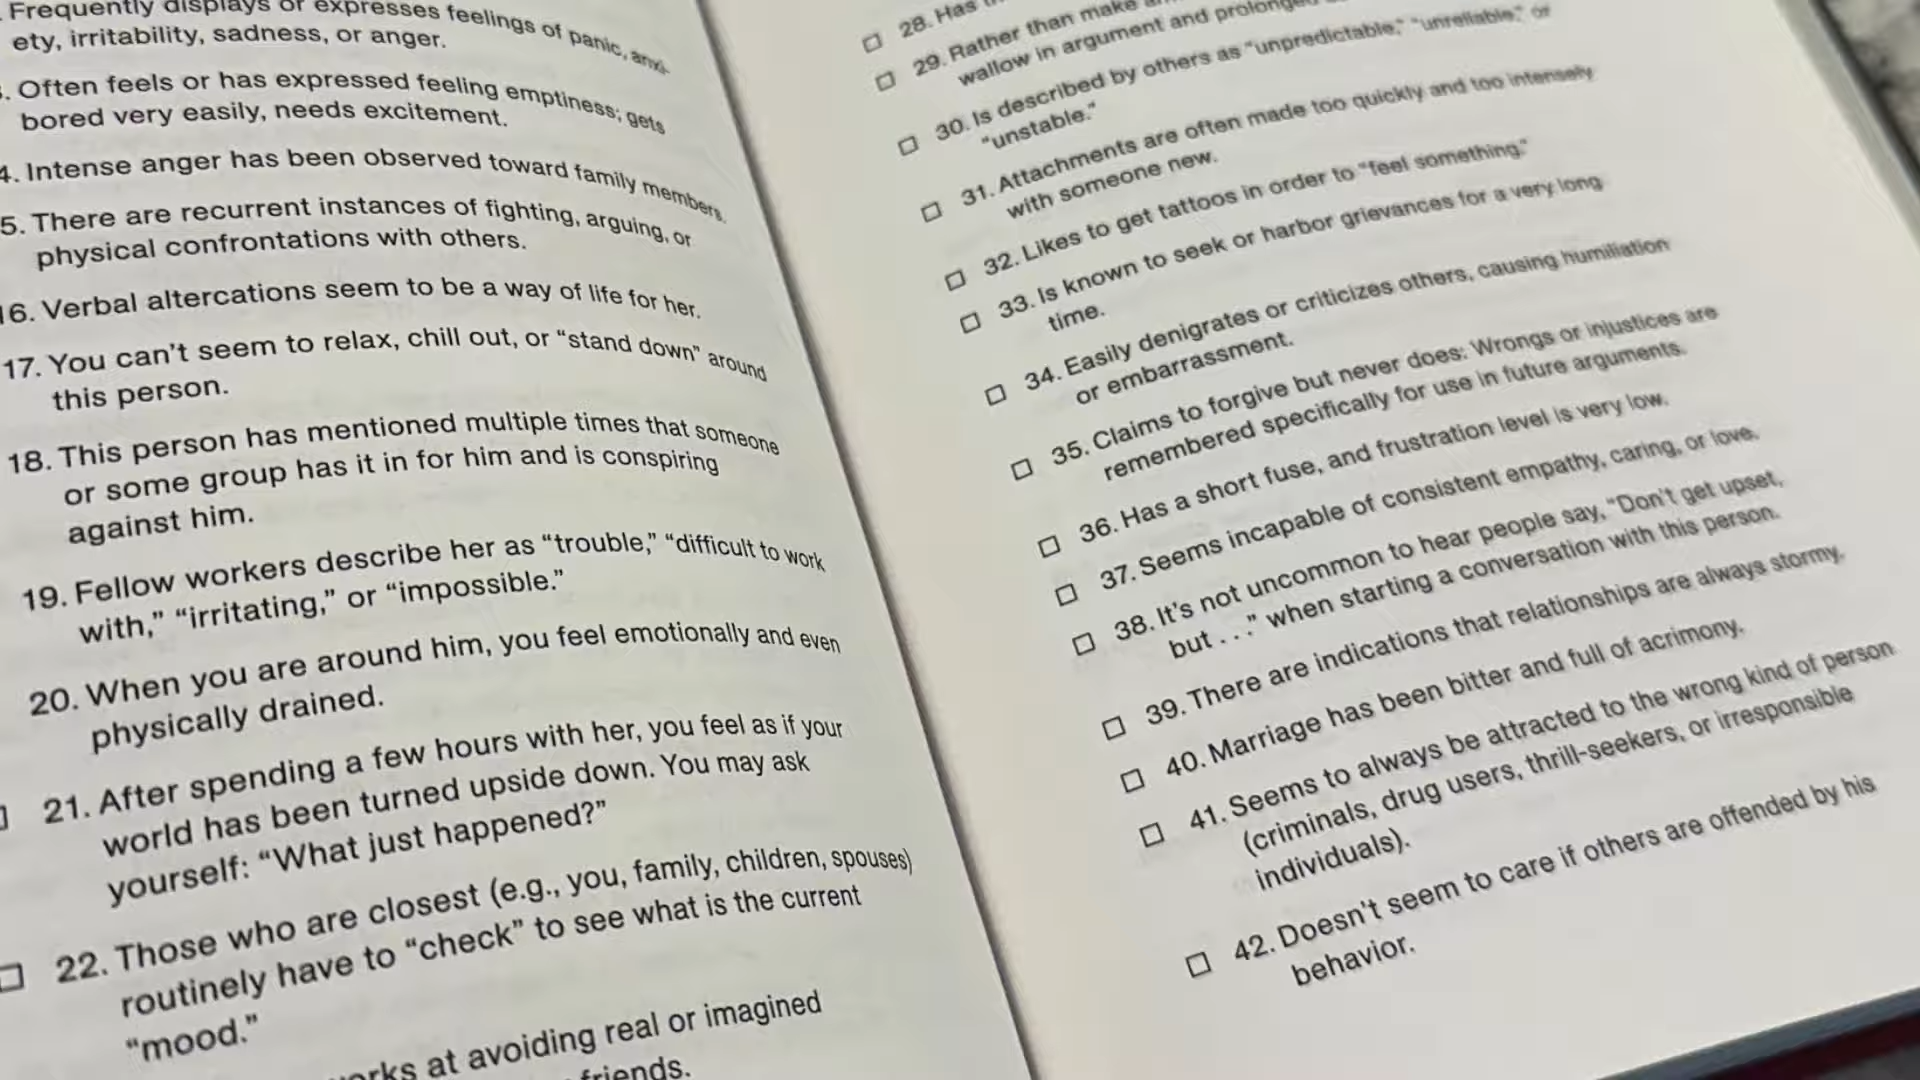 Frequently displays or expresses feelings of panic, anxi-
ety, irritability, sadness, or anger.
. Often feels or has expressed feeling emptiness; gets
bored very easily, needs excitement.
4. Intense anger has been observed toward family members.
5. There are recurrent instances of fighting, arguing, or
physical confrontations with others.
16. Verbal altercations seem to be a way of life for her.
17. You can't seem to relax, chill out, or “stand down” around
this person.
18. This person has mentioned multiple times that someone
or some group has it in for him and is conspiring
against him.
19. Fellow workers describe her as “trouble,” “difficult to work
with,” “irritating,” or “impossible.”
20. When you are around him, you feel emotionally and even
physically drained.
21. After spending a few hours with her, you feel as if your
world has been turned upside down. You may ask
yourself: “What just happened?”
22. Those who are closest (e.g., you, family, children, spouses)
routinely have to “check” to see what is the current
“mood.”
at avoiding real or imagined
friends.
28. Has
29. Rather than make
wallow in argument and
30. Is described by others as “unpredictable,” “unreliable,” or
“unstable.”
31. Attachments are often made too quickly and too intensely
with someone new.
32. Likes to get tattoos in order to “feel something.”
33. Is known to seek or harbor grievances for a very long
time.
34. Easily denigrates or criticizes others, causing humiliation
or embarrassment.
35. Claims to forgive but never does: Wrongs or injustices are
remembered specifically for use in future arguments.
36. Has a short fuse, and frustration level is very low.
37. Seems incapable of consistent empathy, caring, or love.
38. It's not uncommon to hear people say, “Don't get upset,
but . . .” when starting a conversation with this person.
39. There are indications that relationships are always stormy.
40. Marriage has been bitter and full of acrimony.
41. Seems to always be attracted to the wrong kind of person
(criminals, drug users, thrill-seekers, or irresponsible
individuals).
42. Doesn't seem to care if others are offended by his
behavior.